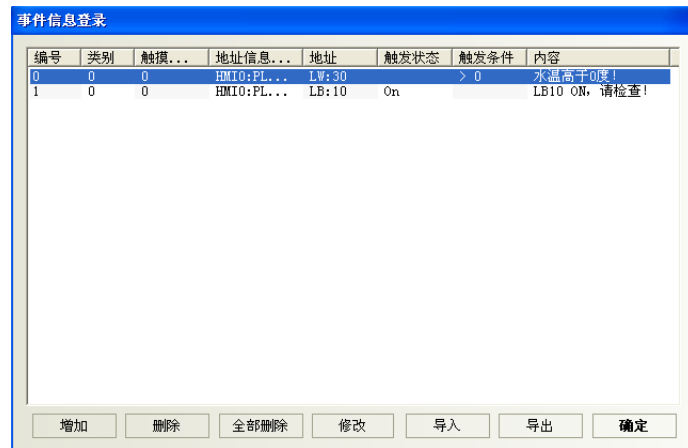 事件信息登录
编号 类别 触摸... 地址信息... 地址 触发状态 触发条件 内容
0 0 0 HMI0:PL... LW:30 > 0 水温高于0度!
1 0 0 HMI0:PL... LB:10 On LB10 ON, 请检查!
增加 删除 全部删除 修改 导入 导出 确定